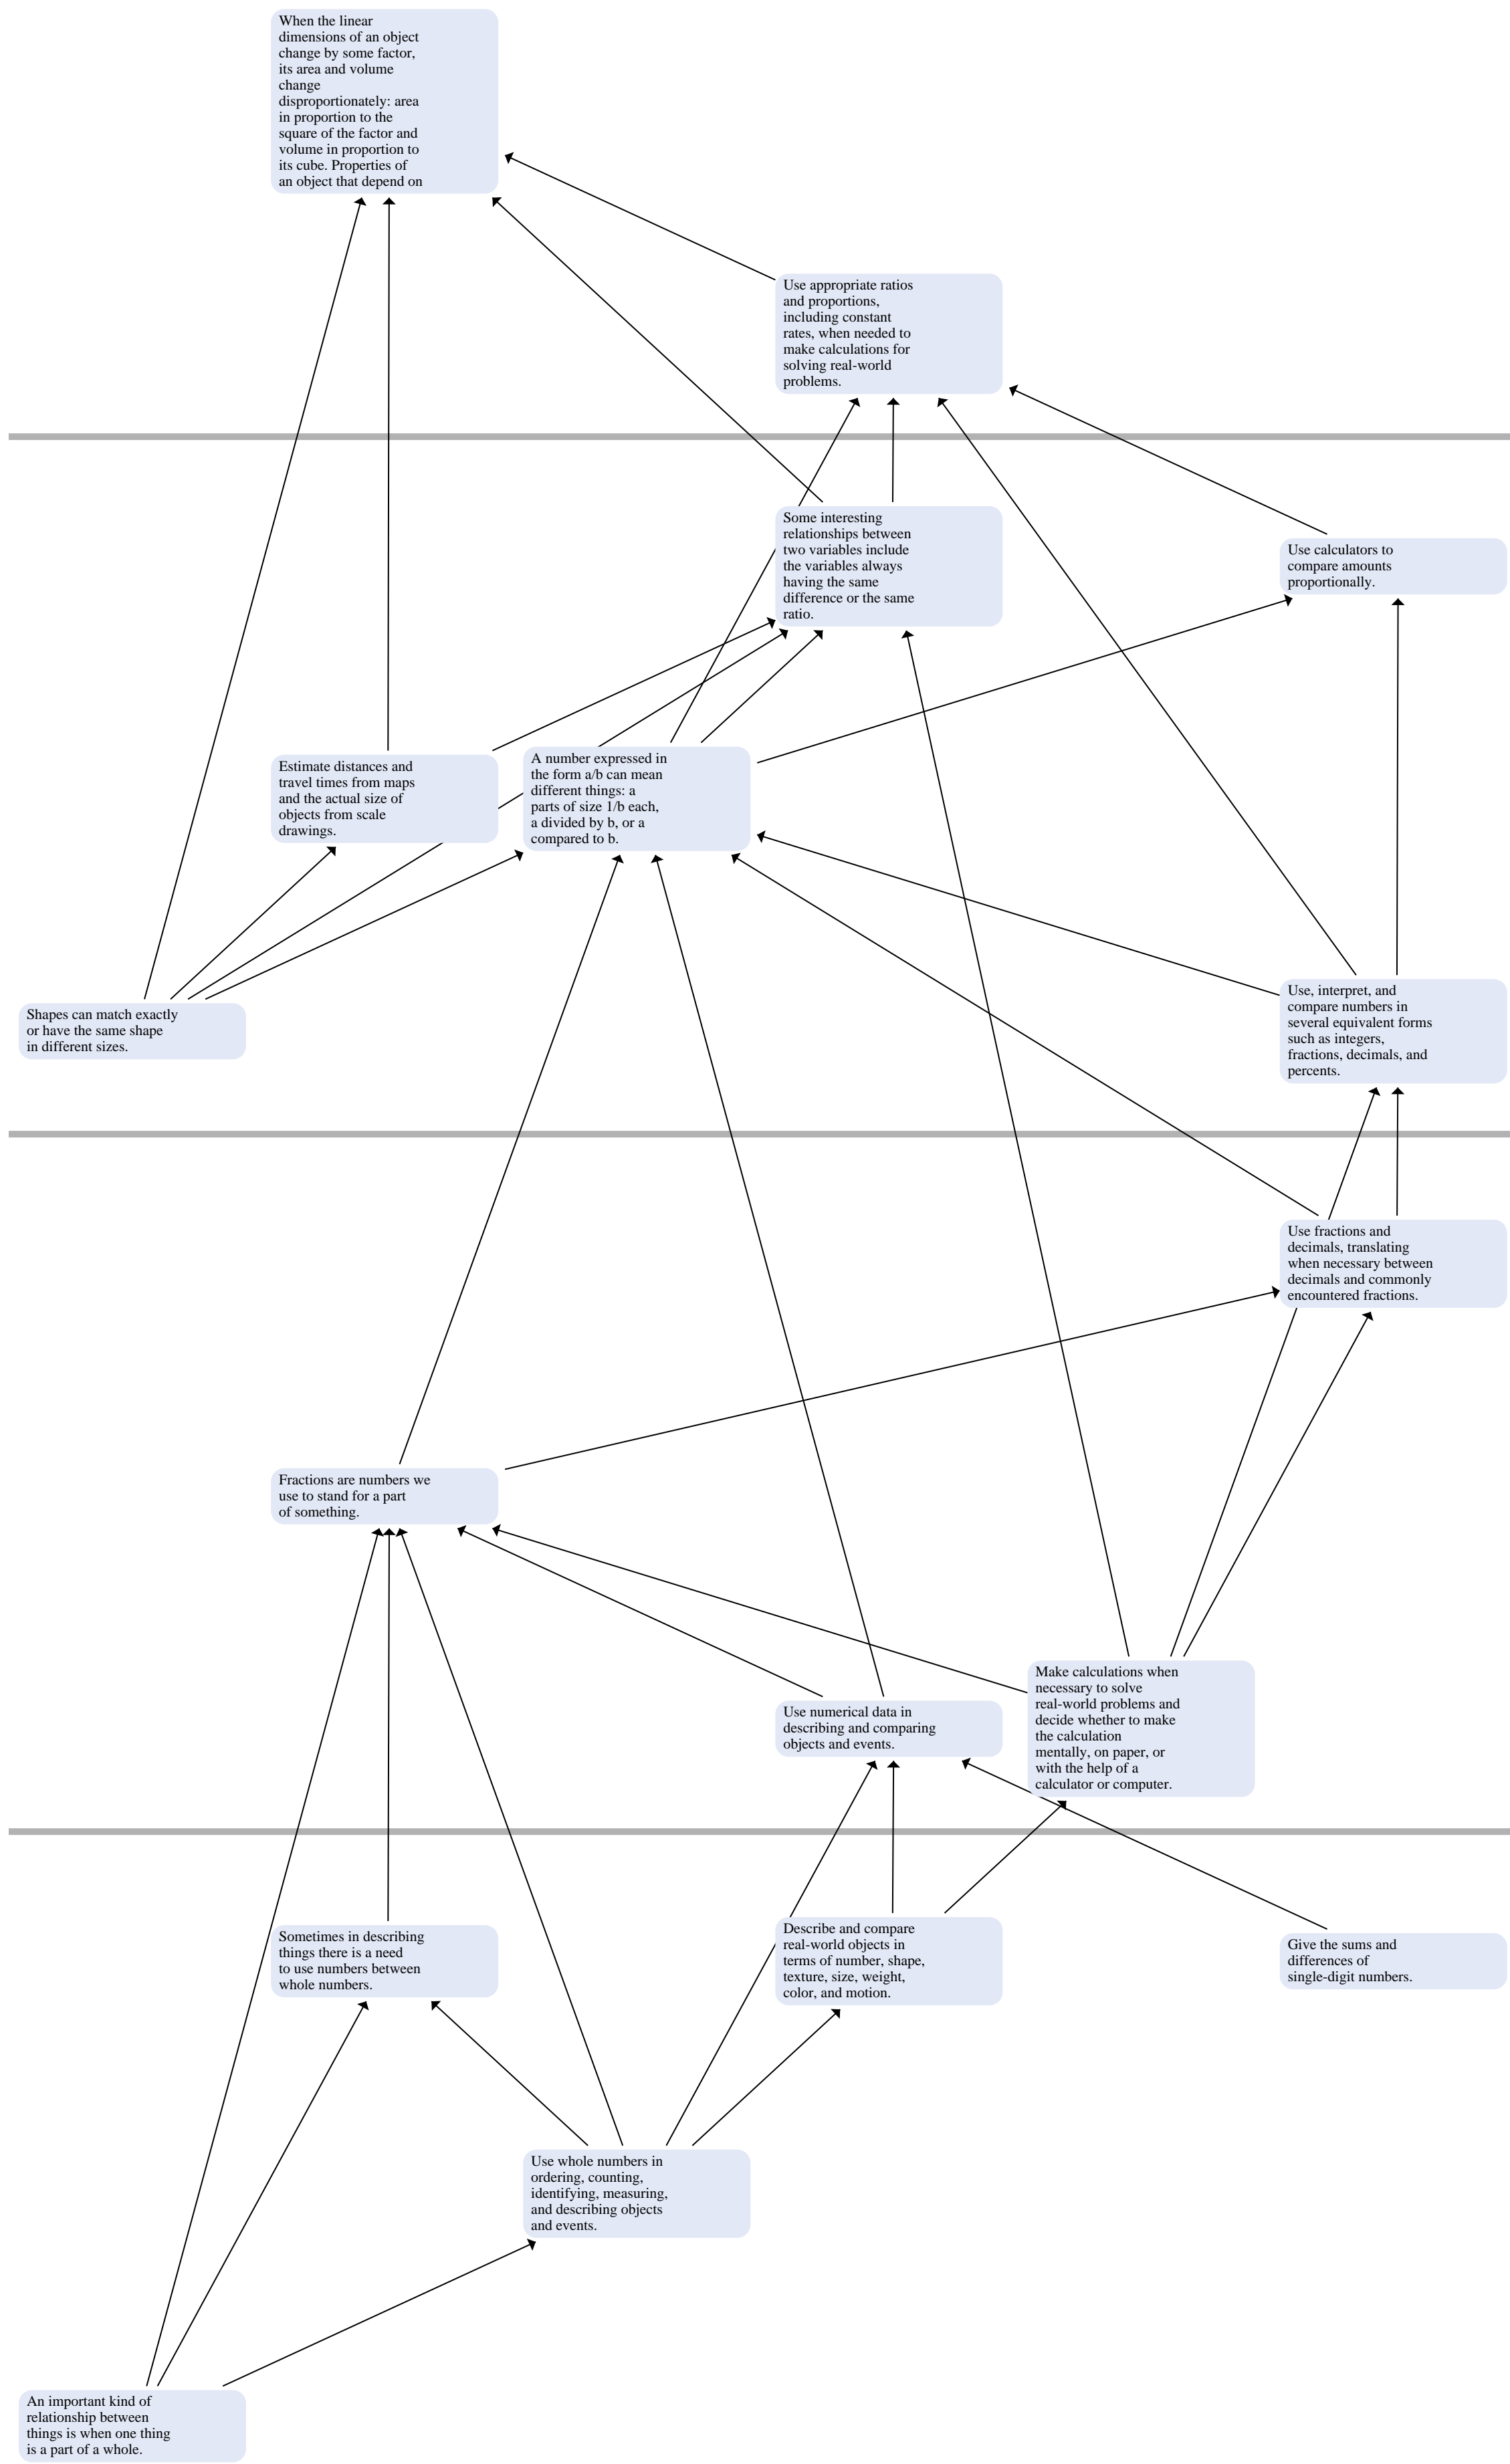 When the linear
dimensions of an object
change by some factor,
its area and volume
change
disproportionately: area
in proportion to the
square of the factor and
volume in proportion to
its cube. Properties of
an object that depend on
Use appropriate ratios
and proportions,
including constant
rates, when needed to
make calculations for
solving real-world
problems.
Some interesting
relationships between
two variables include
the variables always
having the same
difference or the same
ratio.
Use calculators to
compare amounts
proportionally.
Estimate distances and
travel times from maps
and the actual size of
objects from scale
drawings.
A number expressed in
the form a/b can mean
different things: a
parts of size 1/b each,
a divided by b, or a
compared to b.
Shapes can match exactly
or have the same shape
in different sizes.
Use, interpret, and
compare numbers in
several equivalent forms
such as integers,
fractions, decimals, and
percents.
Use fractions and
decimals, translating
when necessary between
decimals and commonly
encountered fractions.
Fractions are numbers we
use to stand for a part
of something.
Use numerical data in
describing and comparing
objects and events.
Make calculations when
necessary to solve
real-world problems and
decide whether to make
the calculation
mentally, on paper, or
with the help of a
calculator or computer.
Sometimes in describing
things there is a need
to use numbers between
whole numbers.
Describe and compare
real-world objects in
terms of number, shape,
texture, size, weight,
color, and motion.
Give the sums and
differences of
single-digit numbers.
Use whole numbers in
ordering, counting,
identifying, measuring,
and describing objects
and events.
An important kind of
relationship between
things is when one thing
is a part of a whole.